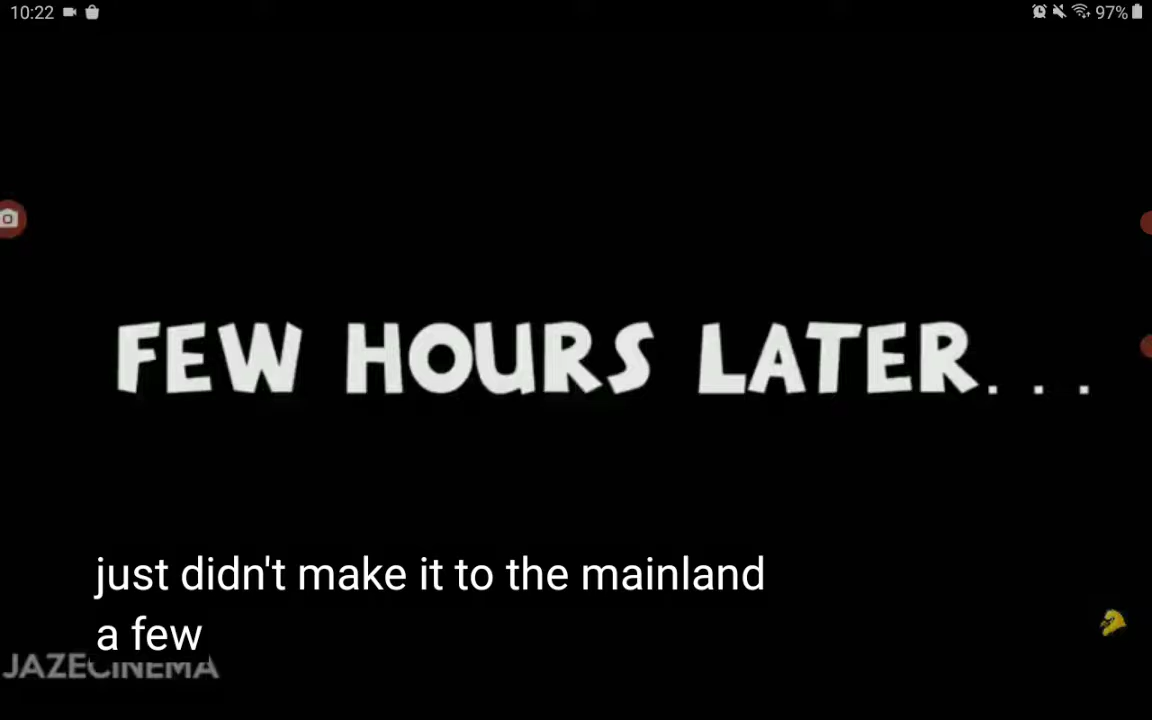 10:22 97%
FEW HOURS LATER...
just didn't make it to the mainland
a few
JAZECINEMA